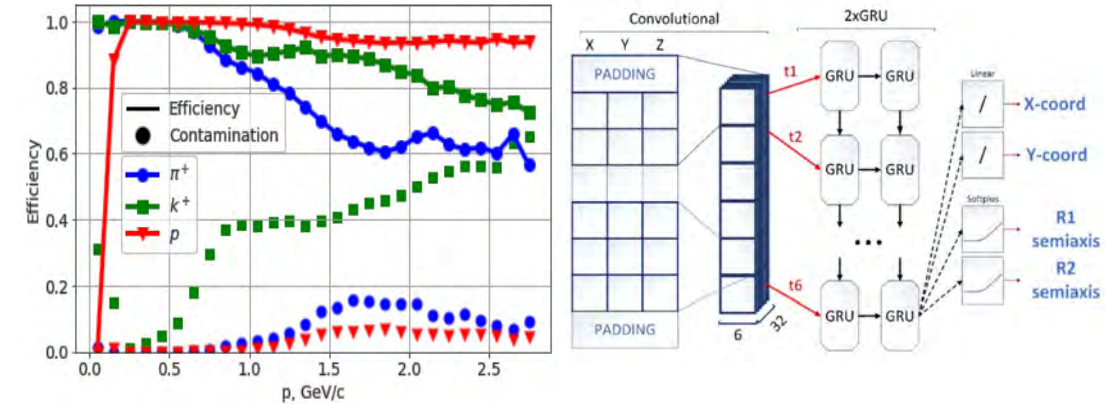 1.0
0.8
0.6
0.4
0.2
0.0
Efficiency
Efficiency
Contamination
π+
k+
p
0.0 0.5 1.0 1.5 2.0 2.5
p, GeV/c
Convolutional
X Y Z
PADDING
PADDING
6
32
t1
t2
t6
2xGRU
GRU GRU
GRU GRU
GRU GRU
Linear
/
/
Softplus
X-coord
Y-coord
R1
semiaxis
R2
semiaxis